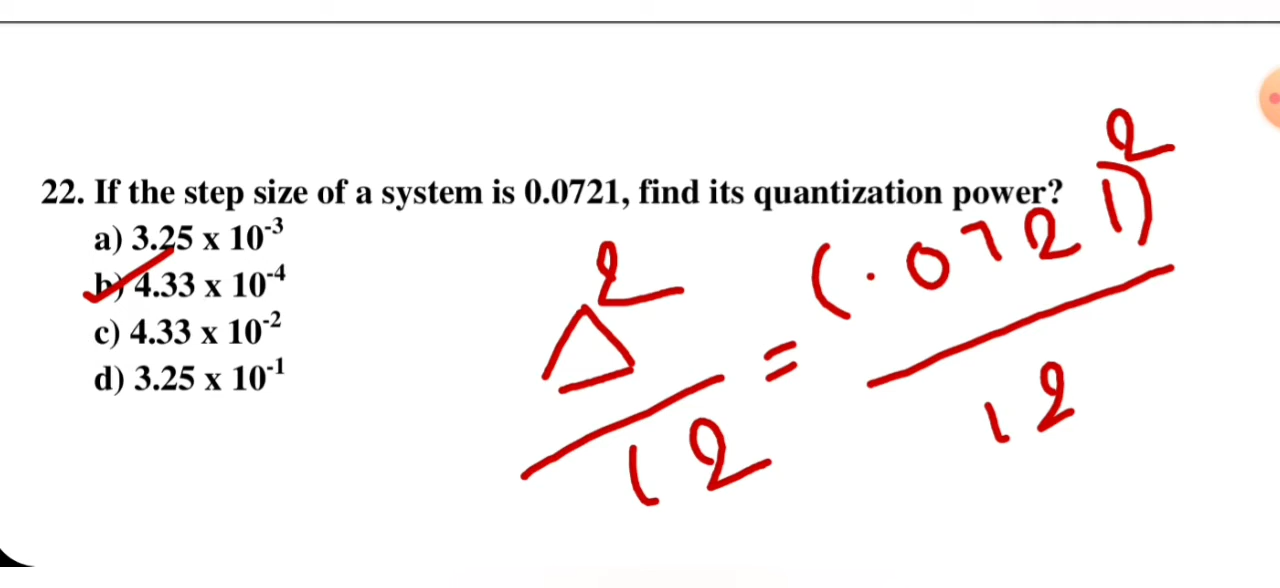 22. If the step size of a system is 0.0721, find its quantization power?
a) 3.25 x 10⁻³
b) 4.33 x 10⁻⁴
c) 4.33 x 10⁻²
d) 3.25 x 10⁻¹
Δ²/12 = (.0721)²/12